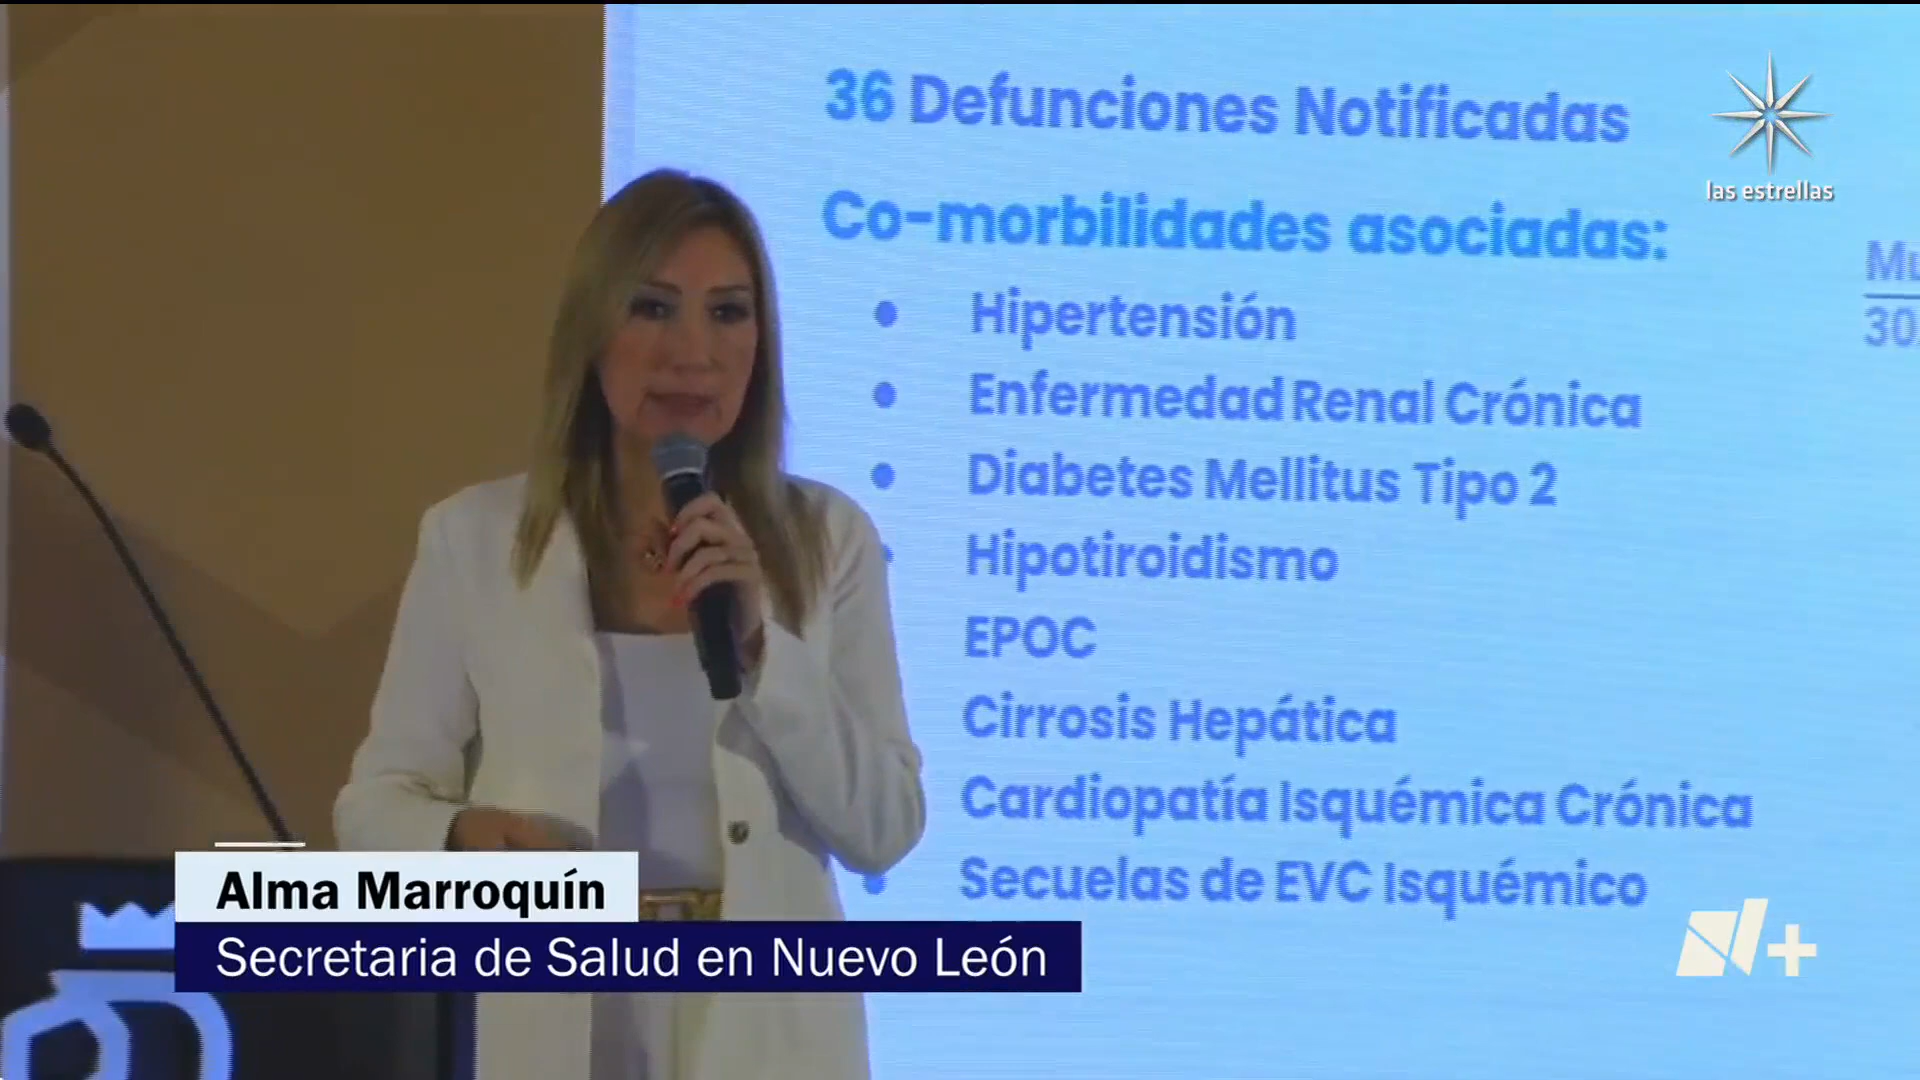 36 Defunciones Notificadas
las estrellas
Co-morbilidades asociadas:
Hipertensión
Enfermedad Renal Crónica
Diabetes Mellitus Tipo 2
Hipotiroidismo
EPOC
Cirrosis Hepática
Cardiopatía Isquémica Crónica
Secuelas de EVC Isquémico
Alma Marroquín
Secretaria de Salud en Nuevo León
N+